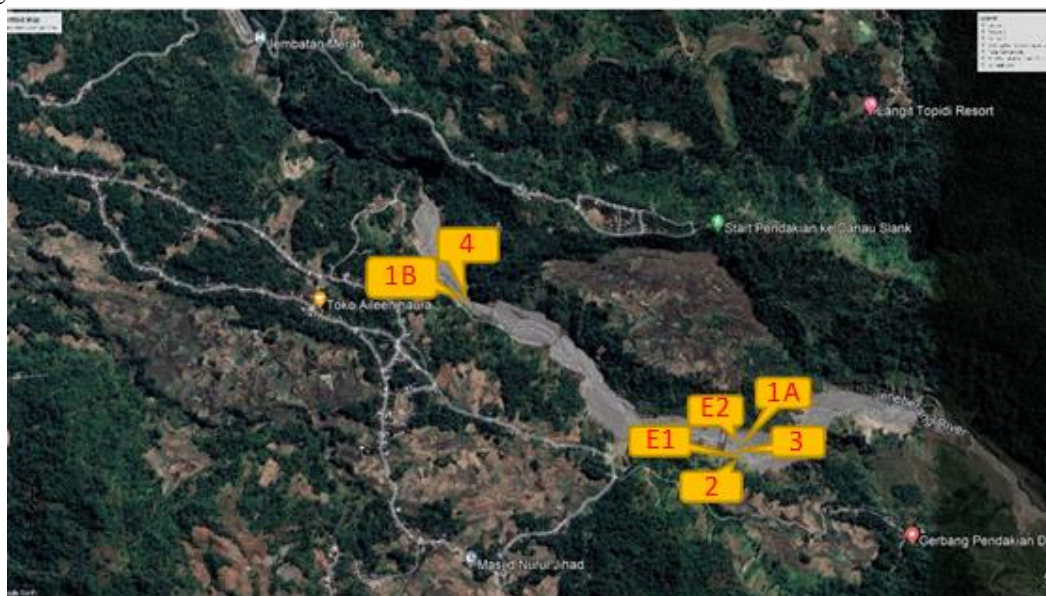 Jembatan Merah
Langit Topidi Resort
Start Pendakian ke Danau Slank
4
1B
Toko Aileen
1A
E2
Jeneberang River
E1
3
2
Gerbang Pendakian D
Masjid Nurul Jihad